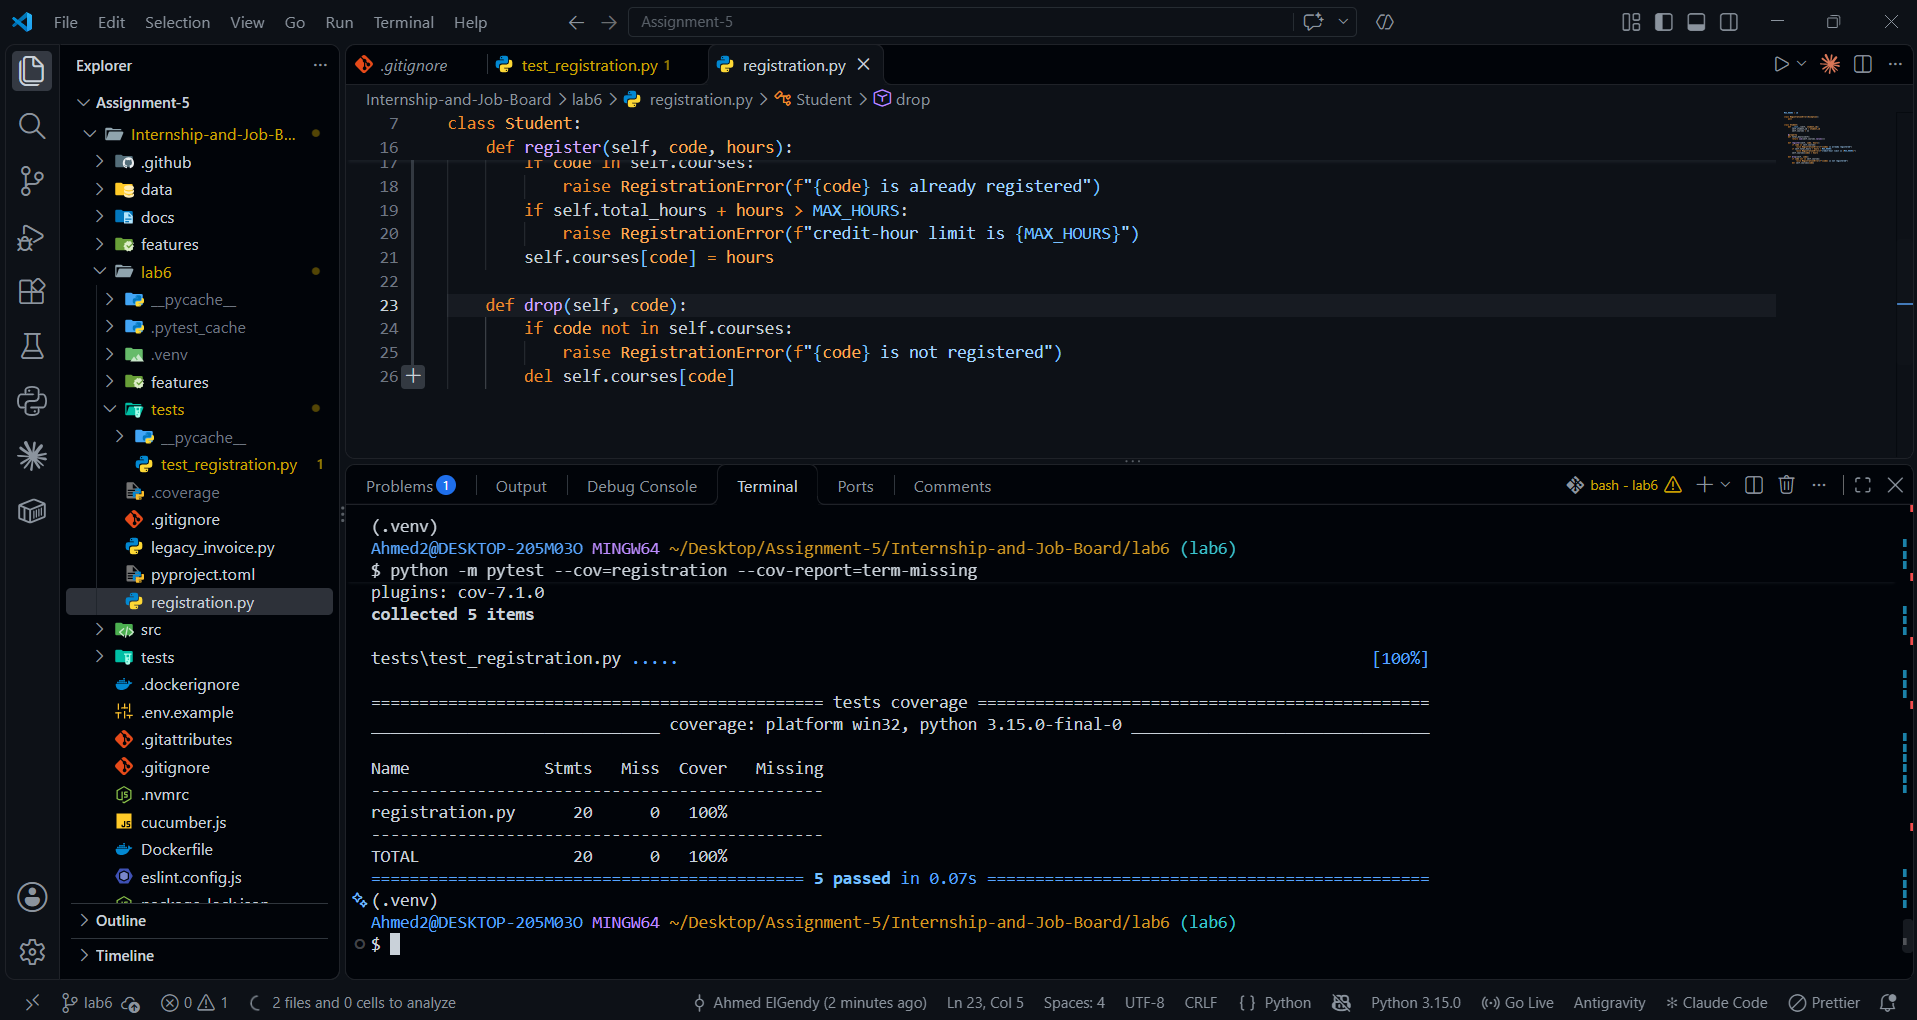 File Edit Selection View Go Run Terminal Help
Assignment-5
Explorer
Assignment-5
Internship-and-Job-B...
.github
data
docs
features
lab6
__pycache__
.pytest_cache
.venv
features
tests
__pycache__
test_registration.py 1
.coverage
.gitignore
legacy_invoice.py
pyproject.toml
registration.py
src
tests
.dockerignore
.env.example
.gitattributes
.gitignore
.nvmrc
cucumber.js
Dockerfile
eslint.config.js
Outline
Timeline
.gitignore test_registration.py 1 registration.py
Internship-and-Job-Board > lab6 > registration.py > Student > drop
7 class Student:
16 def register(self, code, hours):
17 if code in self.courses:
18 raise RegistrationError(f"{code} is already registered")
19 if self.total_hours + hours > MAX_HOURS:
20 raise RegistrationError(f"credit-hour limit is {MAX_HOURS}")
21 self.courses[code] = hours
22
23 def drop(self, code):
24 if code not in self.courses:
25 raise RegistrationError(f"{code} is not registered")
26 del self.courses[code]
Problems 1 Output Debug Console Terminal Ports Comments
bash - lab6
(.venv)
Ahmed2@DESKTOP-205M03O MINGW64 ~/Desktop/Assignment-5/Internship-and-Job-Board/lab6 (lab6)
$ python -m pytest --cov=registration --cov-report=term-missing
plugins: cov-7.1.0
collected 5 items
tests\test_registration.py ..... [100%]
=============================================== tests coverage ===============================================
______________________________ coverage: platform win32, python 3.15.0-final-0 _______________________________
Name Stmts Miss Cover Missing
-----------------------------------------------
registration.py 20 0 100%
-----------------------------------------------
TOTAL 20 0 100%
============================================= 5 passed in 0.07s ==============================================
(.venv)
Ahmed2@DESKTOP-205M03O MINGW64 ~/Desktop/Assignment-5/Internship-and-Job-Board/lab6 (lab6)
$
lab6 0 1 2 files and 0 cells to analyze Ahmed ElGendy (2 minutes ago) Ln 23, Col 5 Spaces: 4 UTF-8 CRLF { } Python Python 3.15.0 Go Live Antigravity Claude Code Prettier